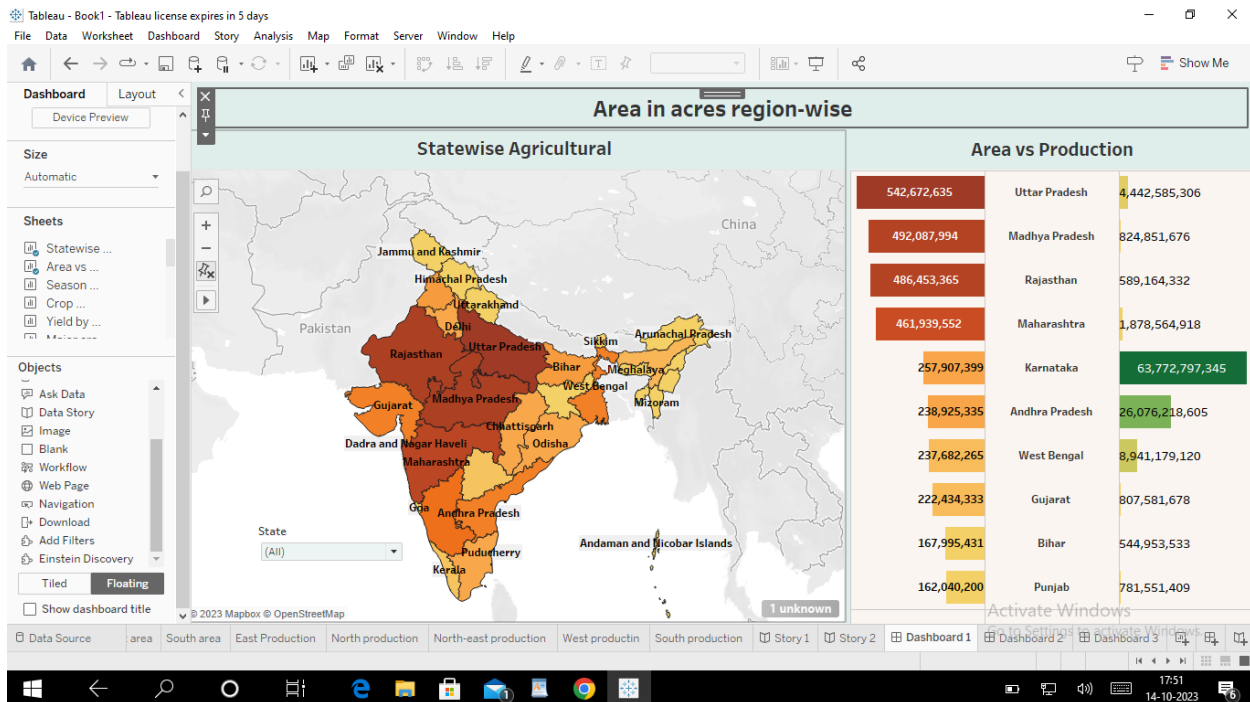 Tableau - Book1 - Tableau license expires in 5 days
File Data Worksheet Dashboard Story Analysis Map Format Server Window Help
Show Me
Dashboard Layout
Device Preview
Size
Automatic
Sheets
Statewise ...
Area vs ...
Season ...
Crop ...
Yield by ...
Objects
Ask Data
Data Story
Image
Blank
Workflow
Web Page
Navigation
Download
Add Filters
Einstein Discovery
Tiled Floating
Show dashboard title
Area in acres region-wise
Statewise Agricultural
China
Jammu and Kashmir
Himachal Pradesh
Uttarakhand
Pakistan
Delhi
Sikkim
Arunachal Pradesh
Rajasthan
Uttar Pradesh
Bihar
Meghalaya
West Bengal
Gujarat
Madhya Pradesh
Mizoram
Chhattisgarh
Dadra and Nagar Haveli
Odisha
Maharashtra
Goa
Andhra Pradesh
State
(All)
Puducherry
Andaman and Nicobar Islands
Kerala
© 2023 Mapbox © OpenStreetMap
1 unknown
Area vs Production
542,672,635 Uttar Pradesh 4,442,585,306
492,087,994 Madhya Pradesh 824,851,676
486,453,365 Rajasthan 589,164,332
461,939,552 Maharashtra 1,878,564,918
257,907,399 Karnataka 63,772,797,345
238,925,335 Andhra Pradesh 26,076,218,605
237,682,265 West Bengal 8,941,179,120
222,434,333 Gujarat 807,581,678
167,995,431 Bihar 544,953,533
162,040,200 Punjab 781,551,409
Activate Windows
Go to Settings to activate Windows.
Data Source area South area East Production North production North-east production West productin South production Story 1 Story 2 Dashboard 1 Dashboard 2 Dashboard 3
1
17:51
14-10-2023
6